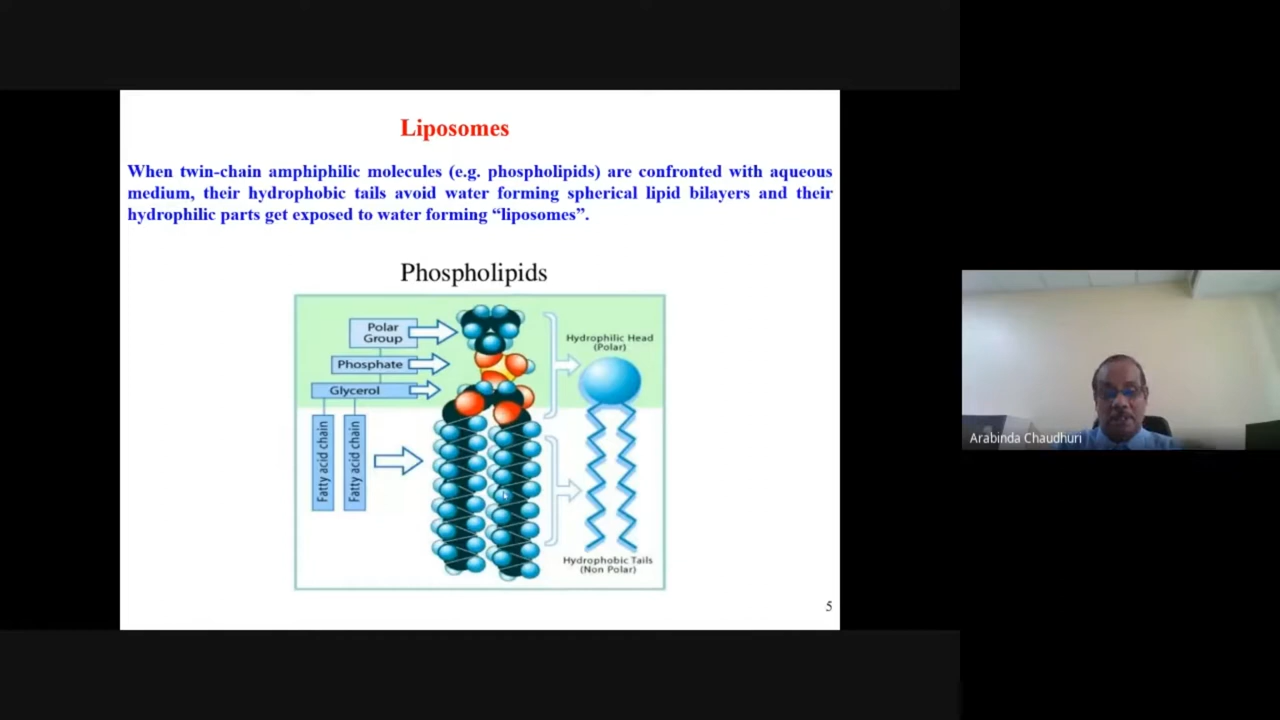 Liposomes
When twin-chain amphiphilic molecules (e.g. phospholipids) are confronted with aqueous
medium, their hydrophobic tails avoid water forming spherical lipid bilayers and their
hydrophilic parts get exposed to water forming “liposomes”.
Phospholipids
Polar
Group
Phosphate
Glycerol
Fatty acid chain
Fatty acid chain
Hydrophilic Head
(Polar)
Hydrophobic Tails
(Non Polar)
5
Arabinda Chaudhuri